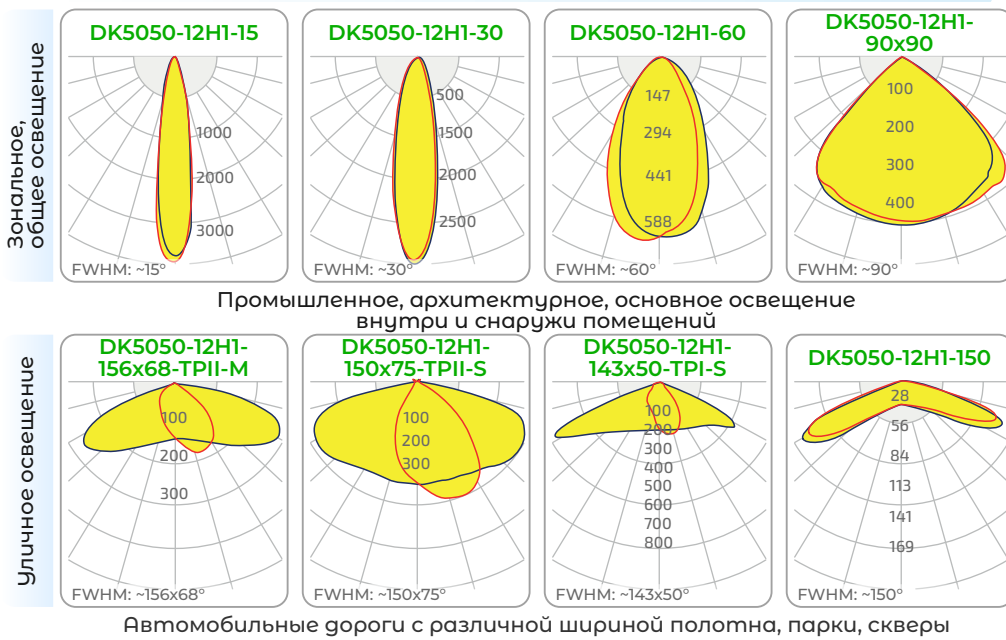 Зональное,
общее освещение
DK5050-12H1-15
1000
2000
3000
FWHM: ~15°
DK5050-12H1-30
500
1500
2000
2500
FWHM: ~30°
DK5050-12H1-60
147
294
441
588
FWHM: ~60°
DK5050-12H1-
90x90
100
200
300
400
FWHM: ~90°
Промышленное, архитектурное, основное освещение
внутри и снаружи помещений
Уличное освещение
DK5050-12H1-
156x68-TPII-M
100
200
300
FWHM: ~156x68°
DK5050-12H1-
150x75-TPII-S
100
200
300
FWHM: ~150x75°
DK5050-12H1-
143x50-TPI-S
100
200
300
400
500
600
700
800
FWHM: ~143x50°
DK5050-12H1-150
28
56
84
113
141
169
FWHM: ~150°
Автомобильные дороги с различной шириной полотна, парки, скверы